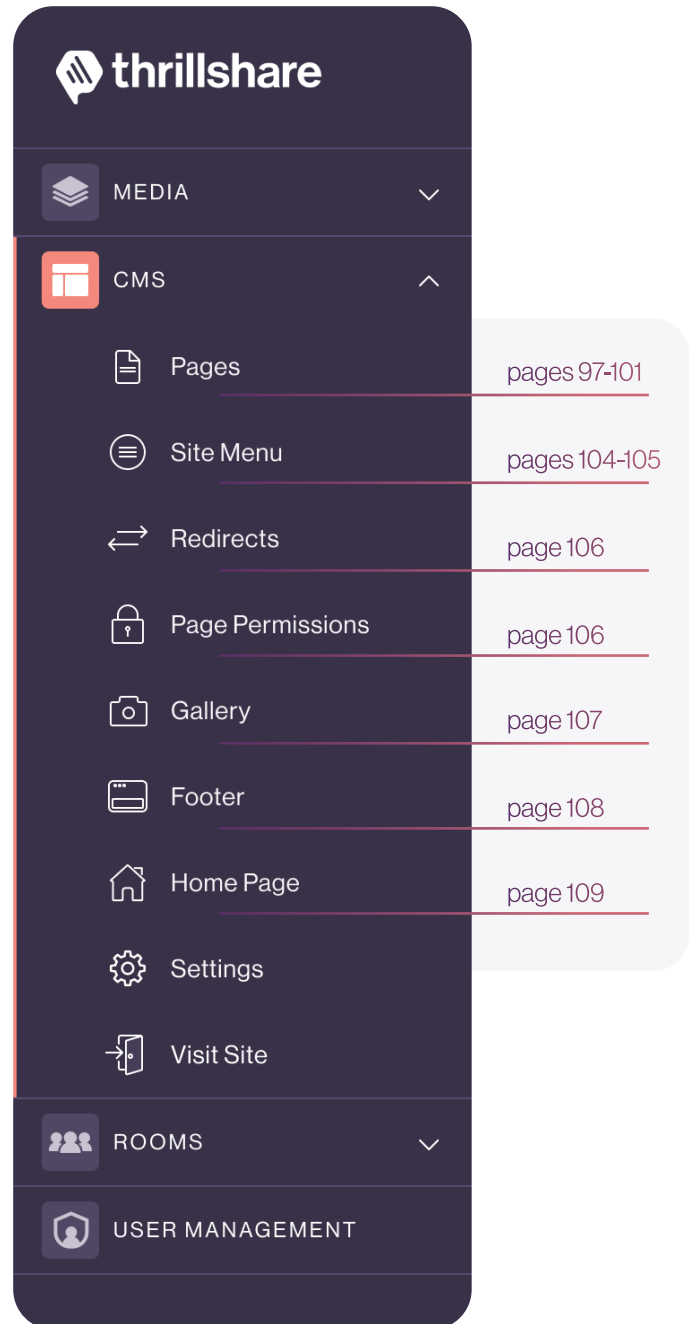 thrillshare
MEDIA
CMS
Pages pages 97-101
Site Menu pages 104-105
Redirects page 106
Page Permissions page 106
Gallery page 107
Footer page 108
Home Page page 109
Settings
Visit Site
ROOMS
USER MANAGEMENT